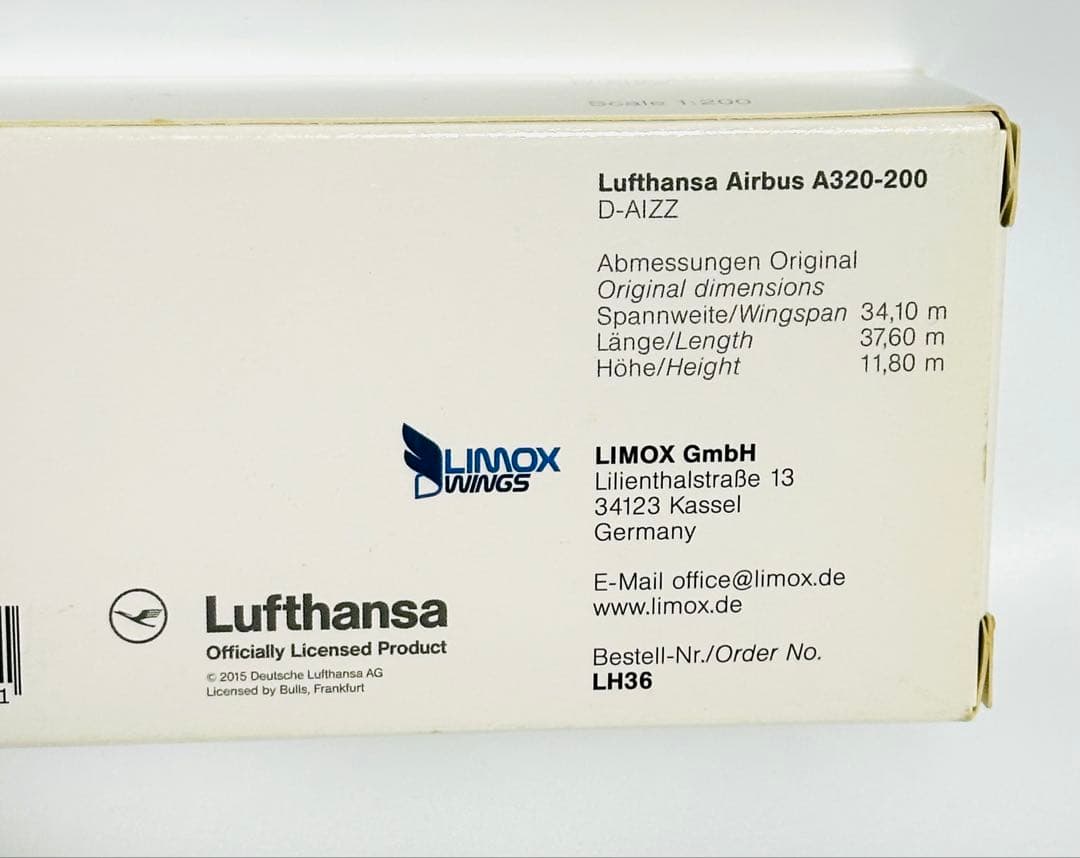 Scale 1:200
Lufthansa Airbus A320-200
D-AIZZ
Abmessungen Original
Original dimensions
Spannweite/Wingspan 34,10 m
Länge/Length 37,60 m
Höhe/Height 11,80 m
LIMOX
WINGS
LIMOX GmbH
Lilienthalstraße 13
34123 Kassel
Germany
E-Mail office@limox.de
www.limox.de
Bestell-Nr./Order No.
LH36
Lufthansa
Officially Licensed Product
© 2015 Deutsche Lufthansa AG
Licensed by Bulls, Frankfurt
1